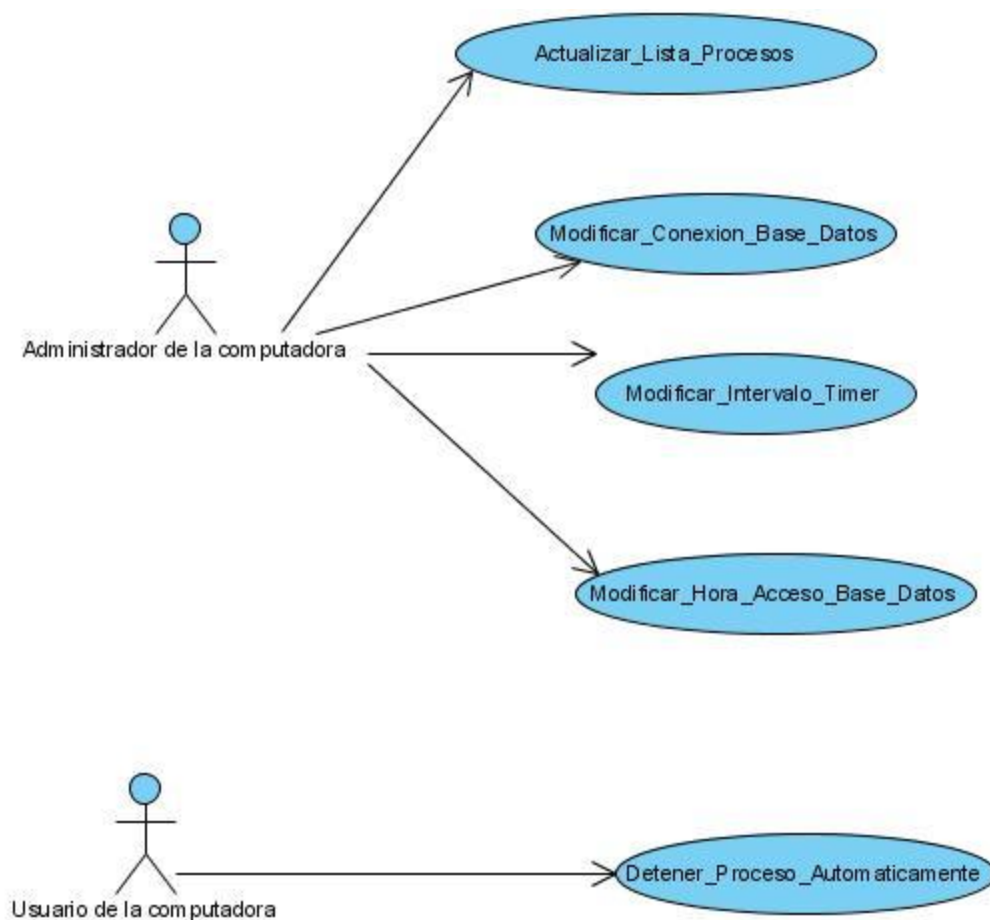 Actualizar_Lista_Procesos
Modificar_Conexion_Base_Datos
Administrador de la computadora
Modificar_Intervalo_Timer
Modificar_Hora_Acceso_Base_Datos
Detener_Proceso_Automaticamente
Usuario de la computadora